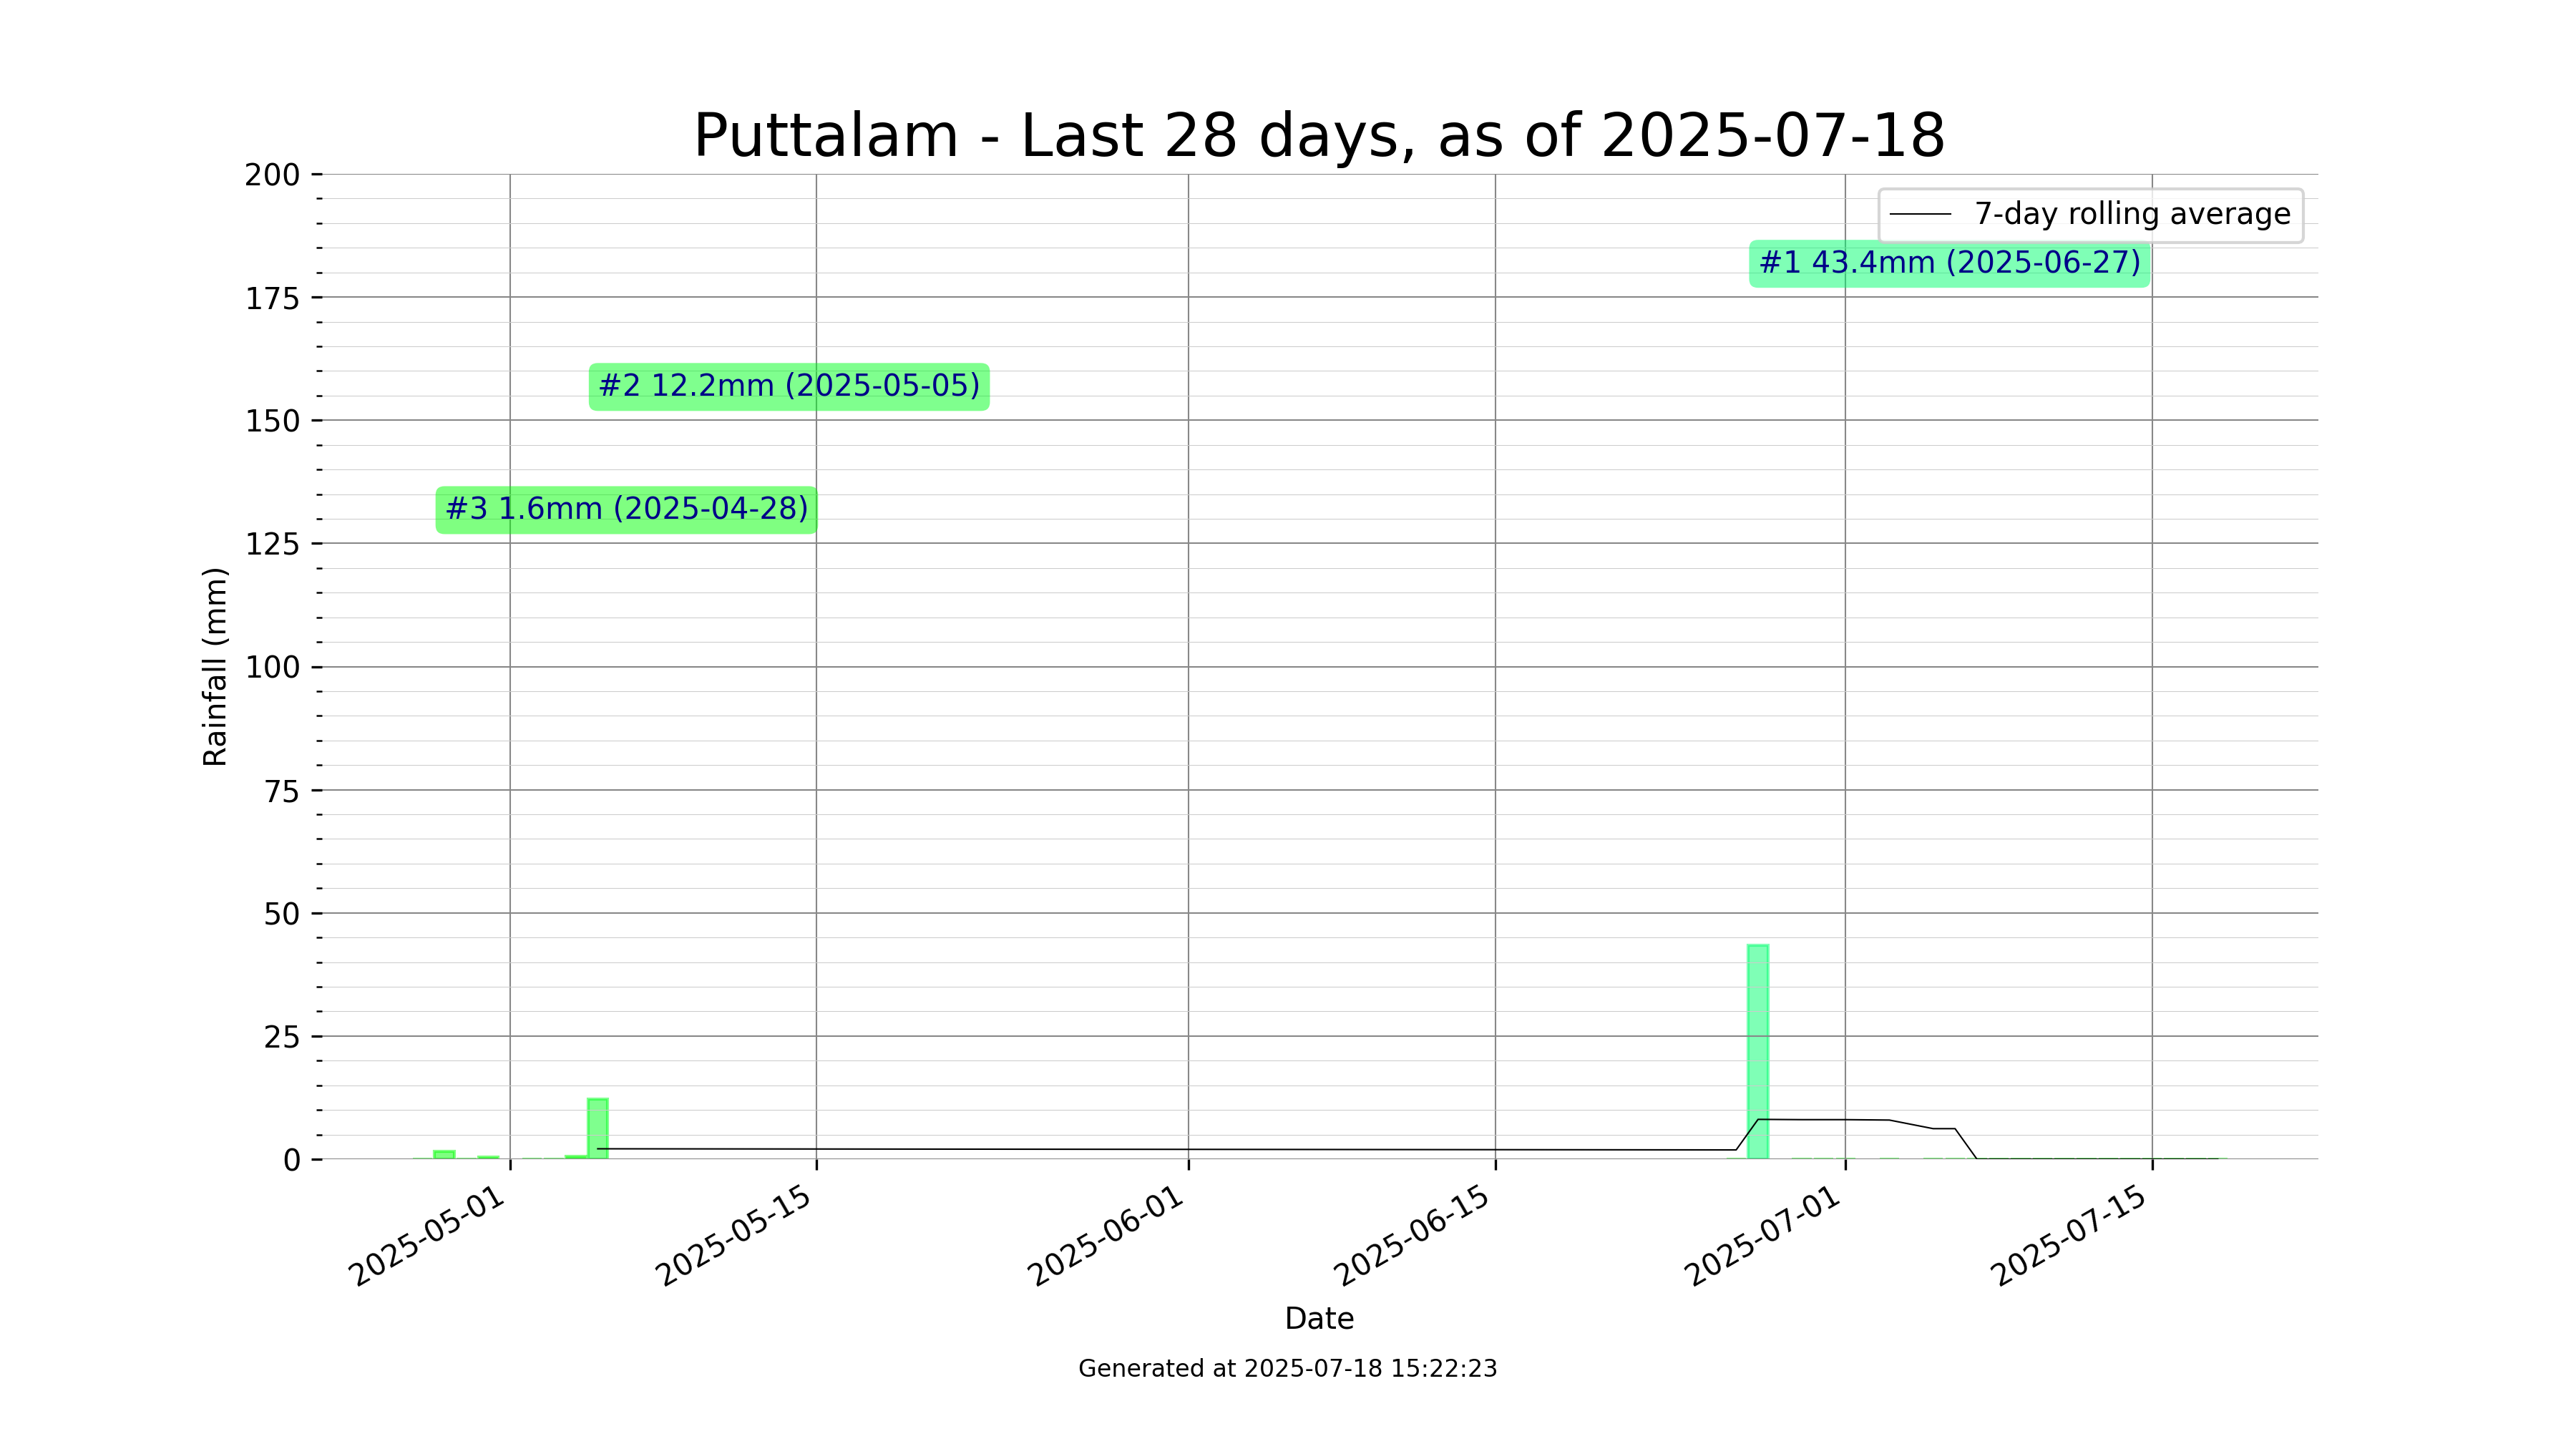 Puttalam - Last 28 days, as of 2025-07-18
200
175
150
125
100
75
50
25
0
Rainfall (mm)
7-day rolling average
#1 43.4mm (2025-06-27)
#2 12.2mm (2025-05-05)
#3 1.6mm (2025-04-28)
2025-05-01
2025-05-15
2025-06-01
2025-06-15
2025-07-01
2025-07-15
Date
Generated at 2025-07-18 15:22:23